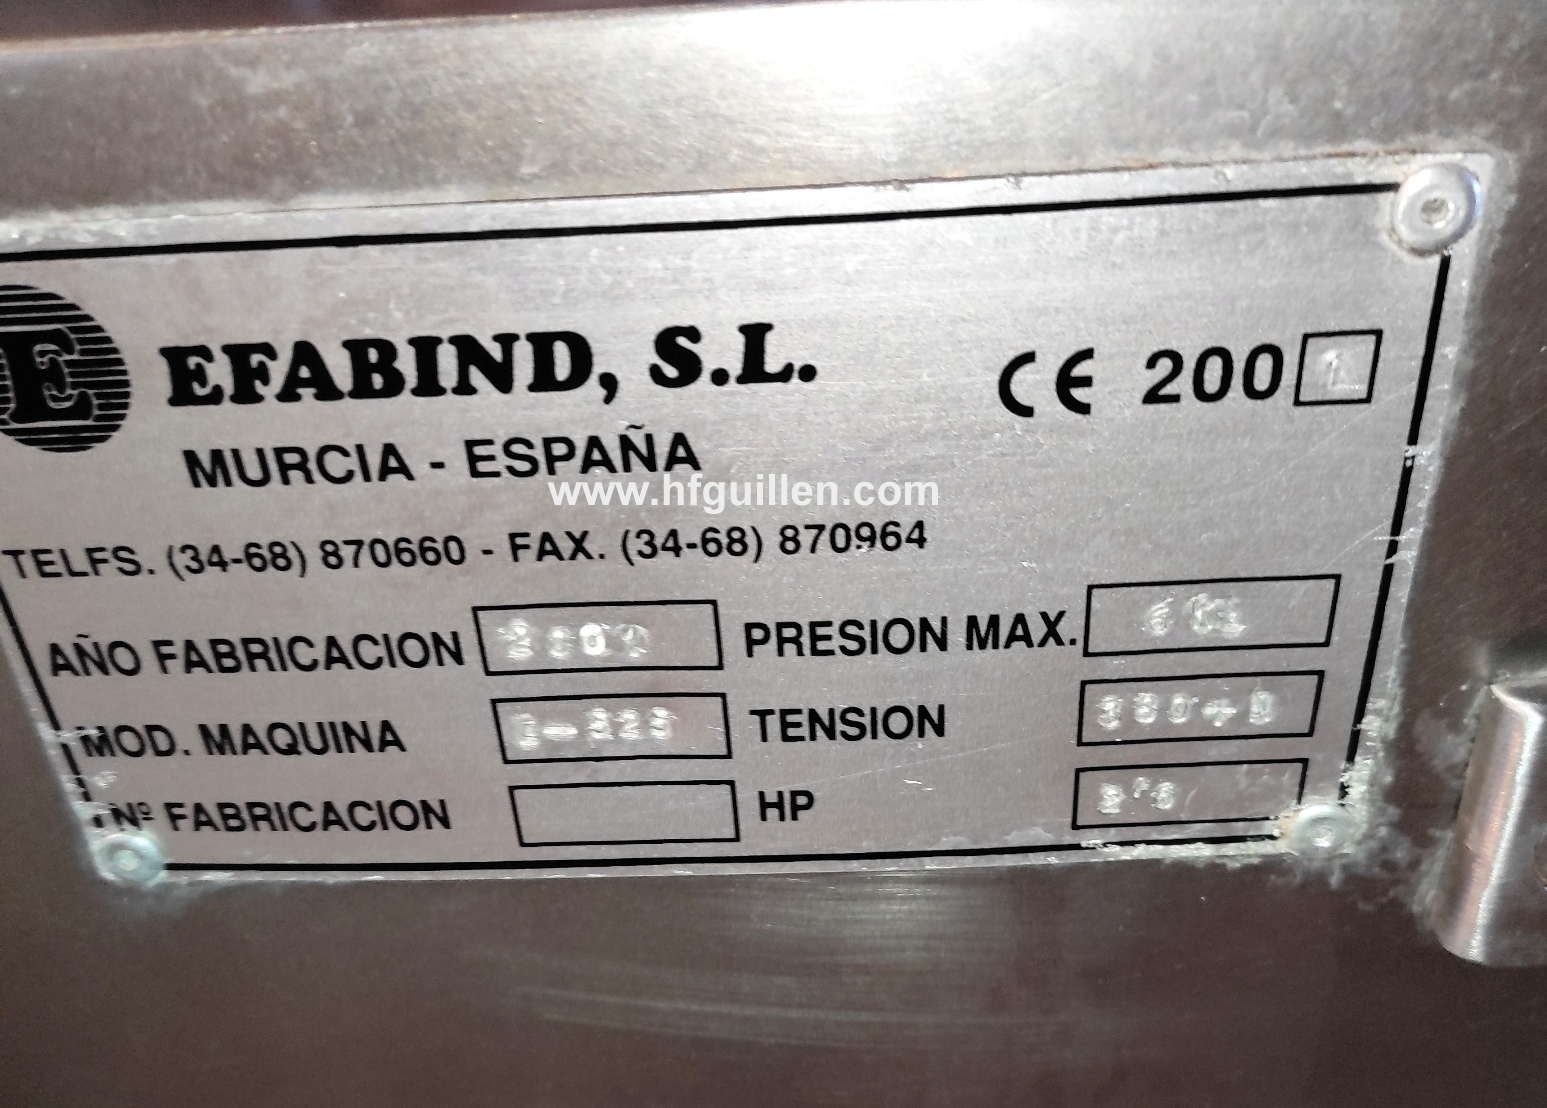 E EFABIND, S.L.
CE 200 1
MURCIA - ESPAÑA
www.hfguillen.com
TELFS. (34-68) 870660 - FAX. (34-68) 870964
AÑO FABRICACION PRESION MAX.
MOD. MAQUINA TENSION
Nº FABRICACION HP